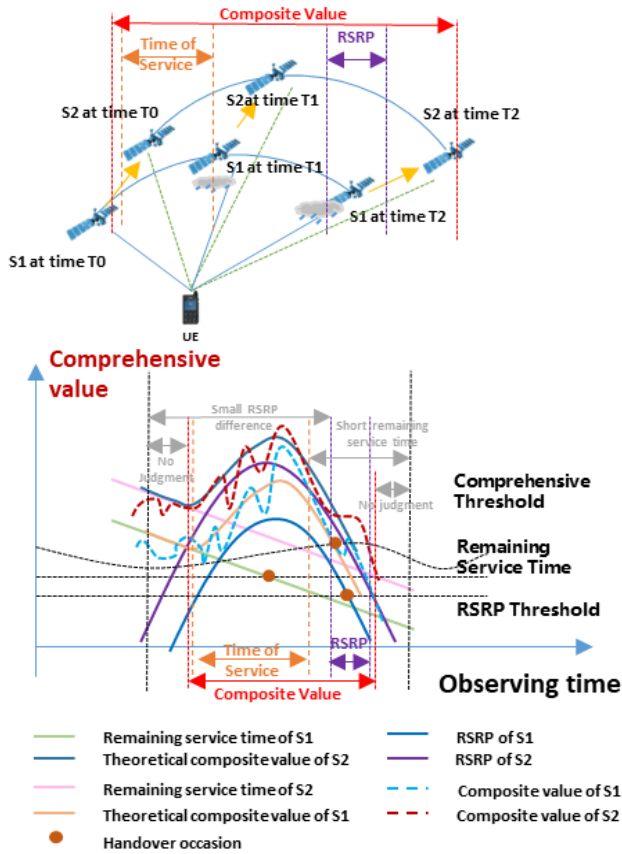 Composite Value
Time of
Service
RSRP
S2 at time T0
S2at time T1
S2 at time T2
S1 at time T1
S1 at time T2
S1 at time T0
UE
Comprehensive
value
Small RSRP
difference
Short remaining
service time
No
Judgment
No judgment
Comprehensive
Threshold
Remaining
Service Time
RSRP Threshold
Time of
Service
RSRP
Composite Value
Observing time
Remaining service time of S1
RSRP of S1
Theoretical composite value of S2
RSRP of S2
Remaining service time of S2
Composite value of S1
Theoretical composite value of S1
Composite value of S2
Handover occasion